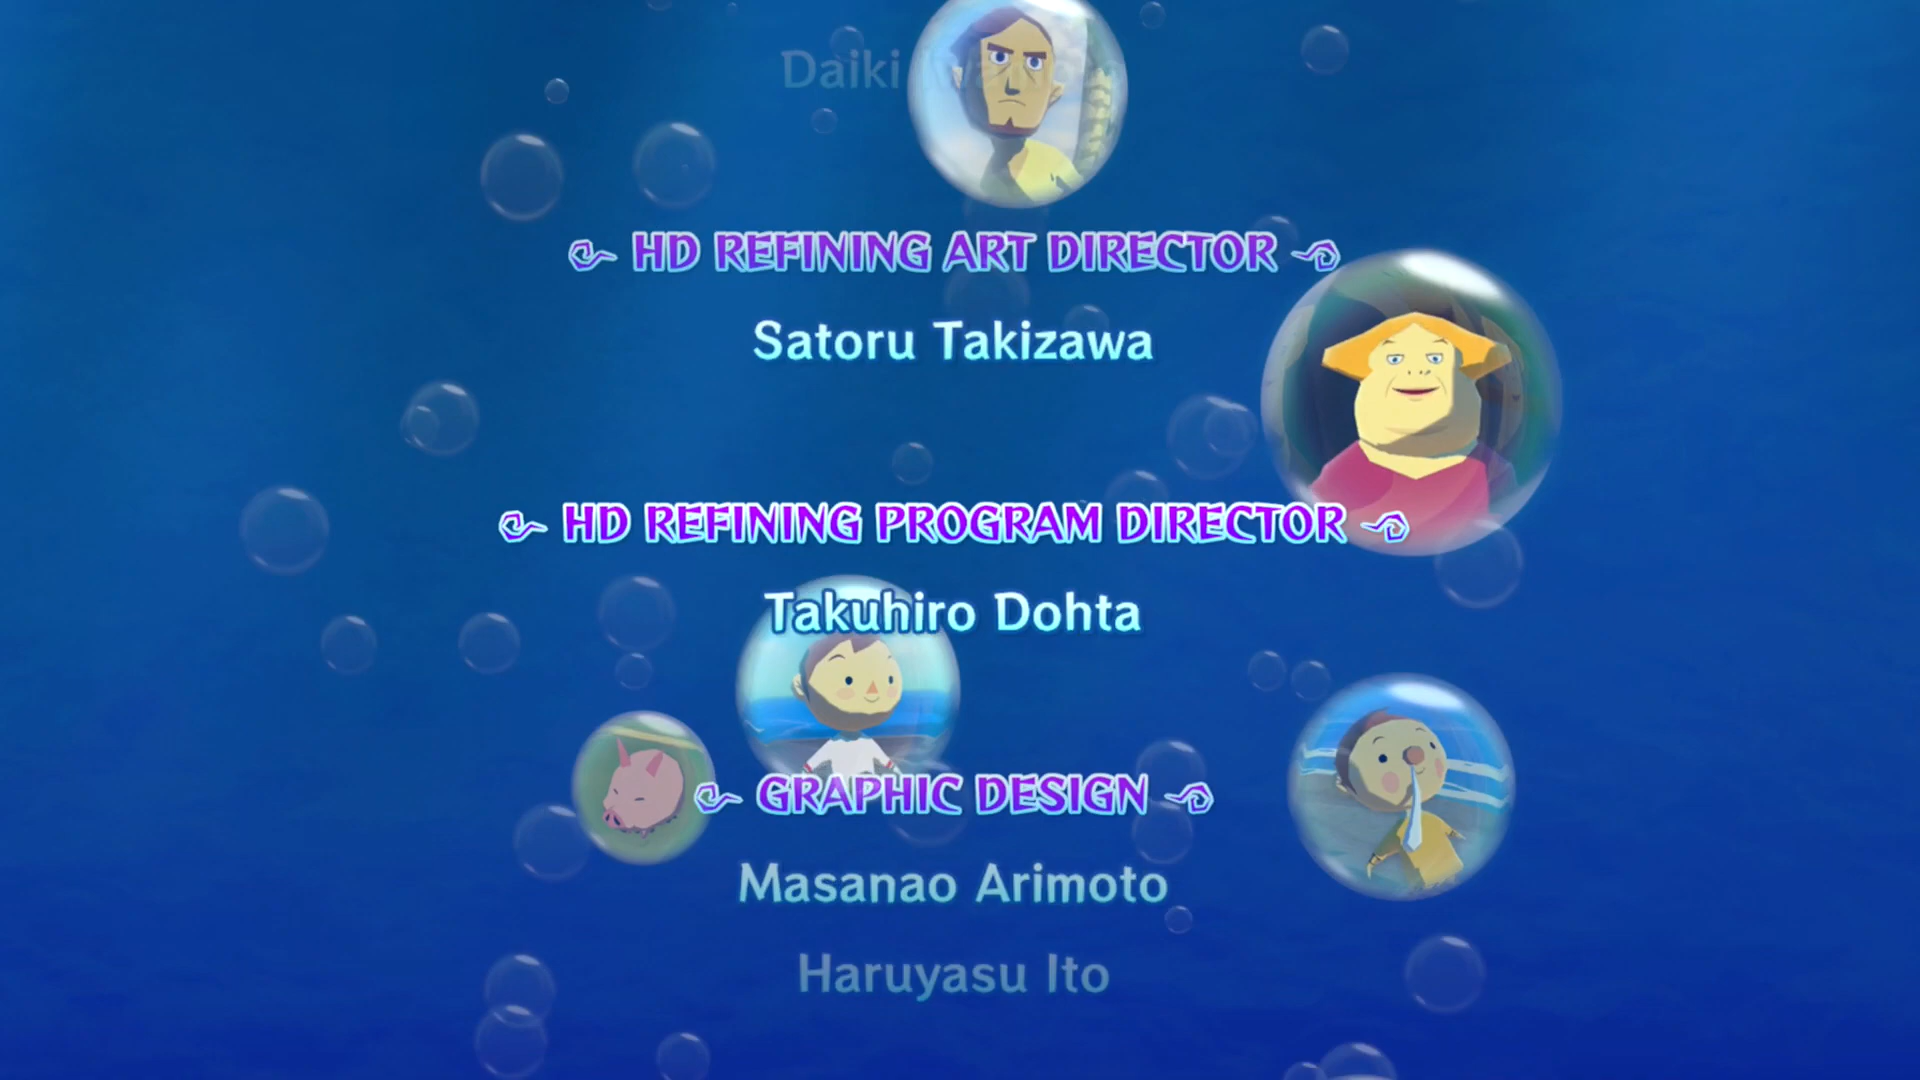 Daiki
HD REFINING ART DIRECTOR
Satoru Takizawa
HD REFINING PROGRAM DIRECTOR
Takuhiro Dohta
GRAPHIC DESIGN
Masanao Arimoto
Haruyasu Ito